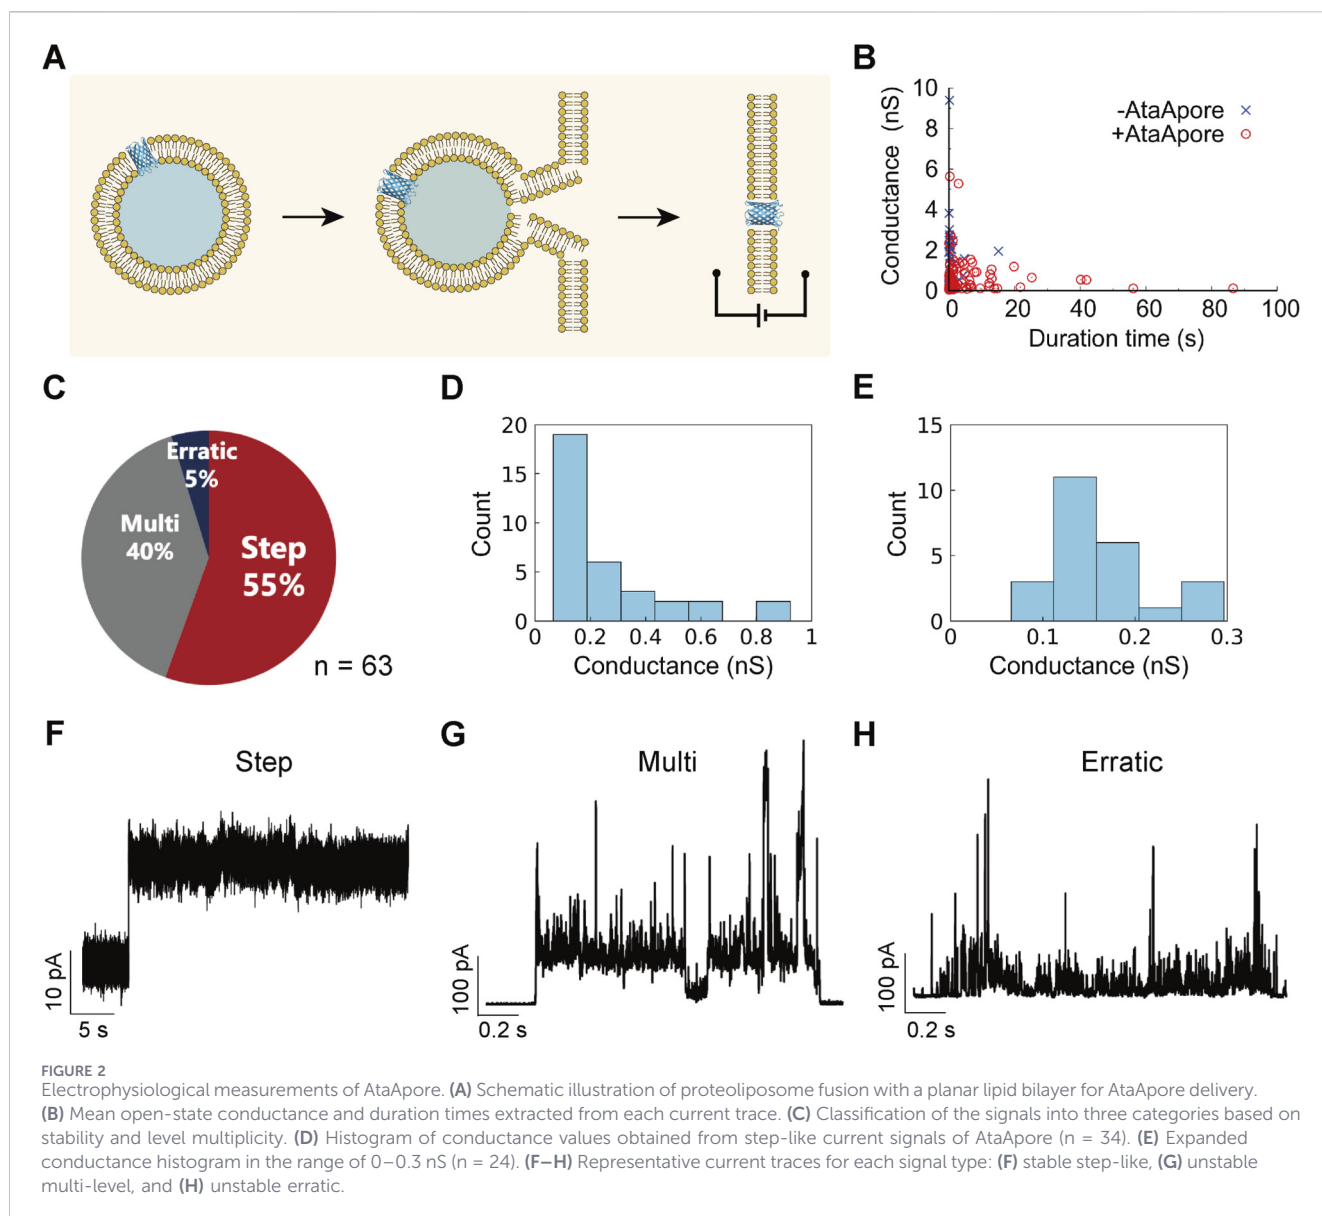 A
B
10
8
6
4
2
0
Conductance (nS)
-AtaApore
+AtaApore
0 20 40 60 80 100
Duration time (s)
C
Erratic
5%
Multi
40%
Step
55%
n = 63
D
20
15
10
5
0
Count
0 0.2 0.4 0.6 0.8 1
Conductance (nS)
E
15
10
5
0
Count
0 0.1 0.2 0.3
Conductance (nS)
F
Step
10 pA
5 s
G
Multi
100 pA
0.2 s
H
Erratic
100 pA
0.2 s
FIGURE 2
Electrophysiological measurements of AtaApore. (A) Schematic illustration of proteoliposome fusion with a planar lipid bilayer for AtaApore delivery.
(B) Mean open-state conductance and duration times extracted from each current trace. (C) Classification of the signals into three categories based on
stability and level multiplicity. (D) Histogram of conductance values obtained from step-like current signals of AtaApore (n = 34). (E) Expanded
conductance histogram in the range of 0–0.3 nS (n = 24). (F–H) Representative current traces for each signal type: (F) stable step-like, (G) unstable
multi-level, and (H) unstable erratic.